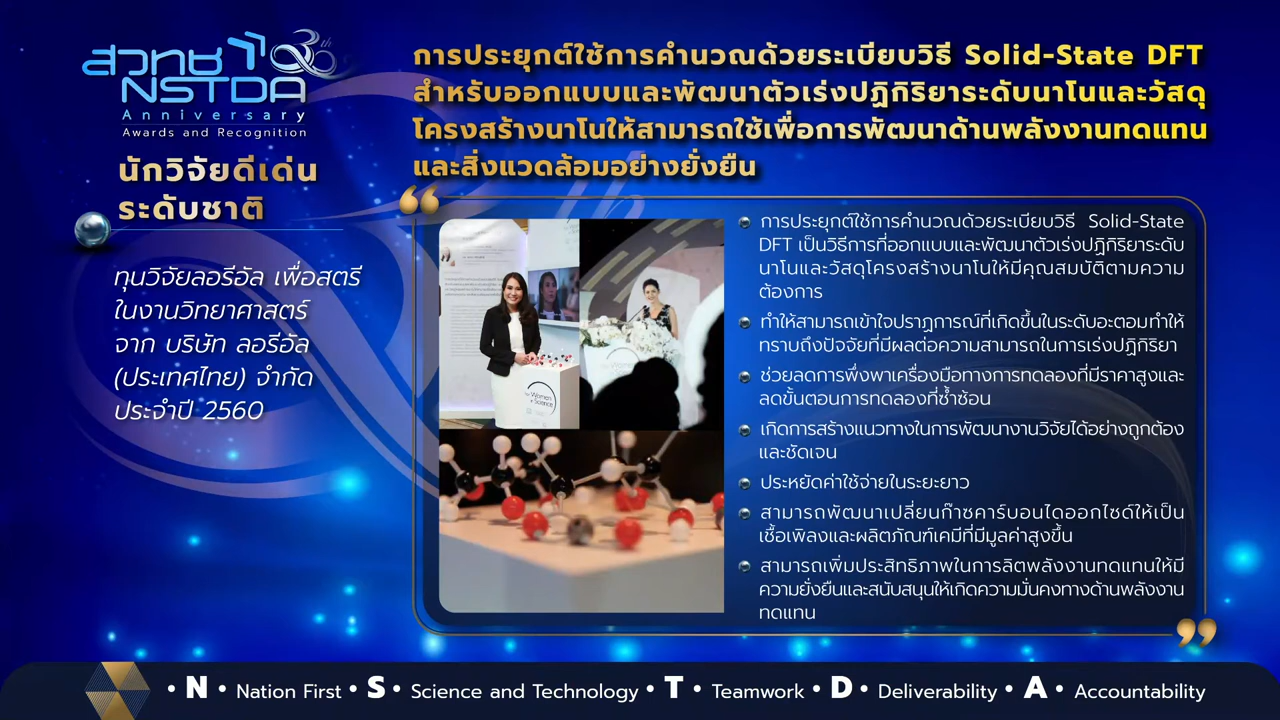 สวทช
30th
NSTDA
Anniversary
Awards and Recognition
นักวิจัยดีเด่น
ระดับชาติ
ทุนวิจัยลอรีอัล เพื่อสตรี
ในงานวิทยาศาสตร์
จาก บริษัท ลอรีอัล
(ประเทศไทย) จำกัด
ประจำปี 2560
การประยุกต์ใช้การคำนวณด้วยระเบียบวิธี Solid-State DFT
สำหรับออกแบบและพัฒนาตัวเร่งปฏิกิริยาระดับนาโนและวัสดุ
โครงสร้างนาโนให้สามารถใช้เพื่อการพัฒนาด้านพลังงานทดแทน
และสิ่งแวดล้อมอย่างยั่งยืน
For Women
in Science
การประยุกต์ใช้การคำนวณด้วยระเบียบวิธี Solid-State
DFT เป็นวิธีการที่ออกแบบและพัฒนาตัวเร่งปฏิกิริยาระดับ
นาโนและวัสดุโครงสร้างนาโนให้มีคุณสมบัติตามความ
ต้องการ
ทำให้สามารถเข้าใจปรากฏการณ์ที่เกิดขึ้นในระดับอะตอมทำให้
ทราบถึงปัจจัยที่มีผลต่อความสามารถในการเร่งปฏิกิริยา
ช่วยลดการพึ่งพาเครื่องมือทางการทดลองที่มีราคาสูงและ
ลดขั้นตอนการทดลองที่ซ้ำซ้อน
เกิดการสร้างแนวทางในการพัฒนางานวิจัยได้อย่างถูกต้อง
และชัดเจน
ประหยัดค่าใช้จ่ายในระยะยาว
สามารถพัฒนาเปลี่ยนก๊าซคาร์บอนไดออกไซด์ให้เป็น
เชื้อเพลิงและผลิตภัณฑ์เคมีที่มีมูลค่าสูงขึ้น
สามารถเพิ่มประสิทธิภาพในการลิตพลังงานทดแทนให้มี
ความยั่งยืนและสนับสนุนให้เกิดความมั่นคงทางด้านพลังงาน
ทดแทน
• N • Nation First • S • Science and Technology • T • Teamwork • D • Deliverability • A • Accountability